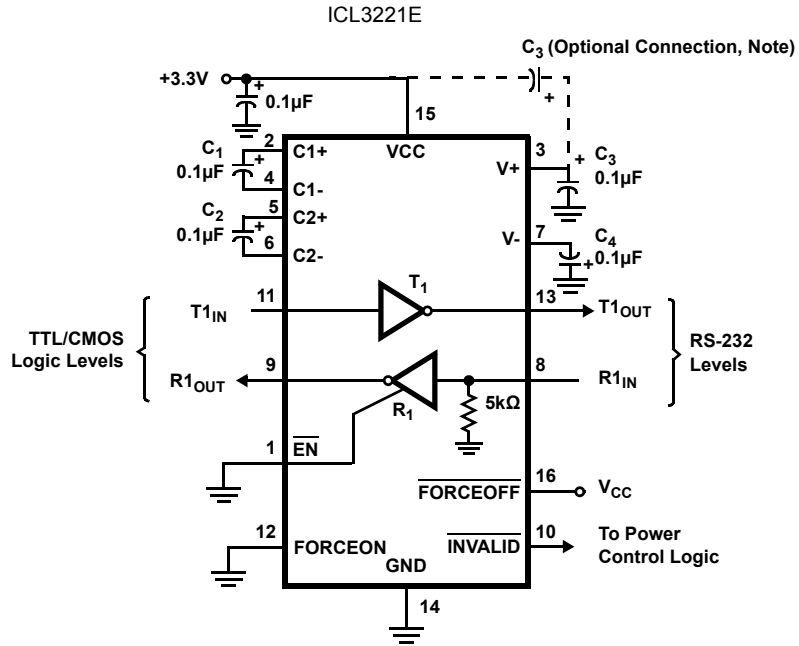 ICL3221E
C3 (Optional Connection, Note)
+3.3V
+
0.1µF
+
15
2
C1+
VCC
3
C1
0.1µF
+
V+
+
C3
0.1µF
4
C1-
5
C2+
C2
0.1µF
+
7
V-
C4
0.1µF
+
6
C2-
T1
11
T1IN
13
T1OUT
TTL/CMOS
Logic Levels
RS-232
Levels
9
R1OUT
8
R1IN
5kΩ
R1
1
EN
16
FORCEOFF
VCC
12
FORCEON
10
INVALID
To Power
Control Logic
GND
14